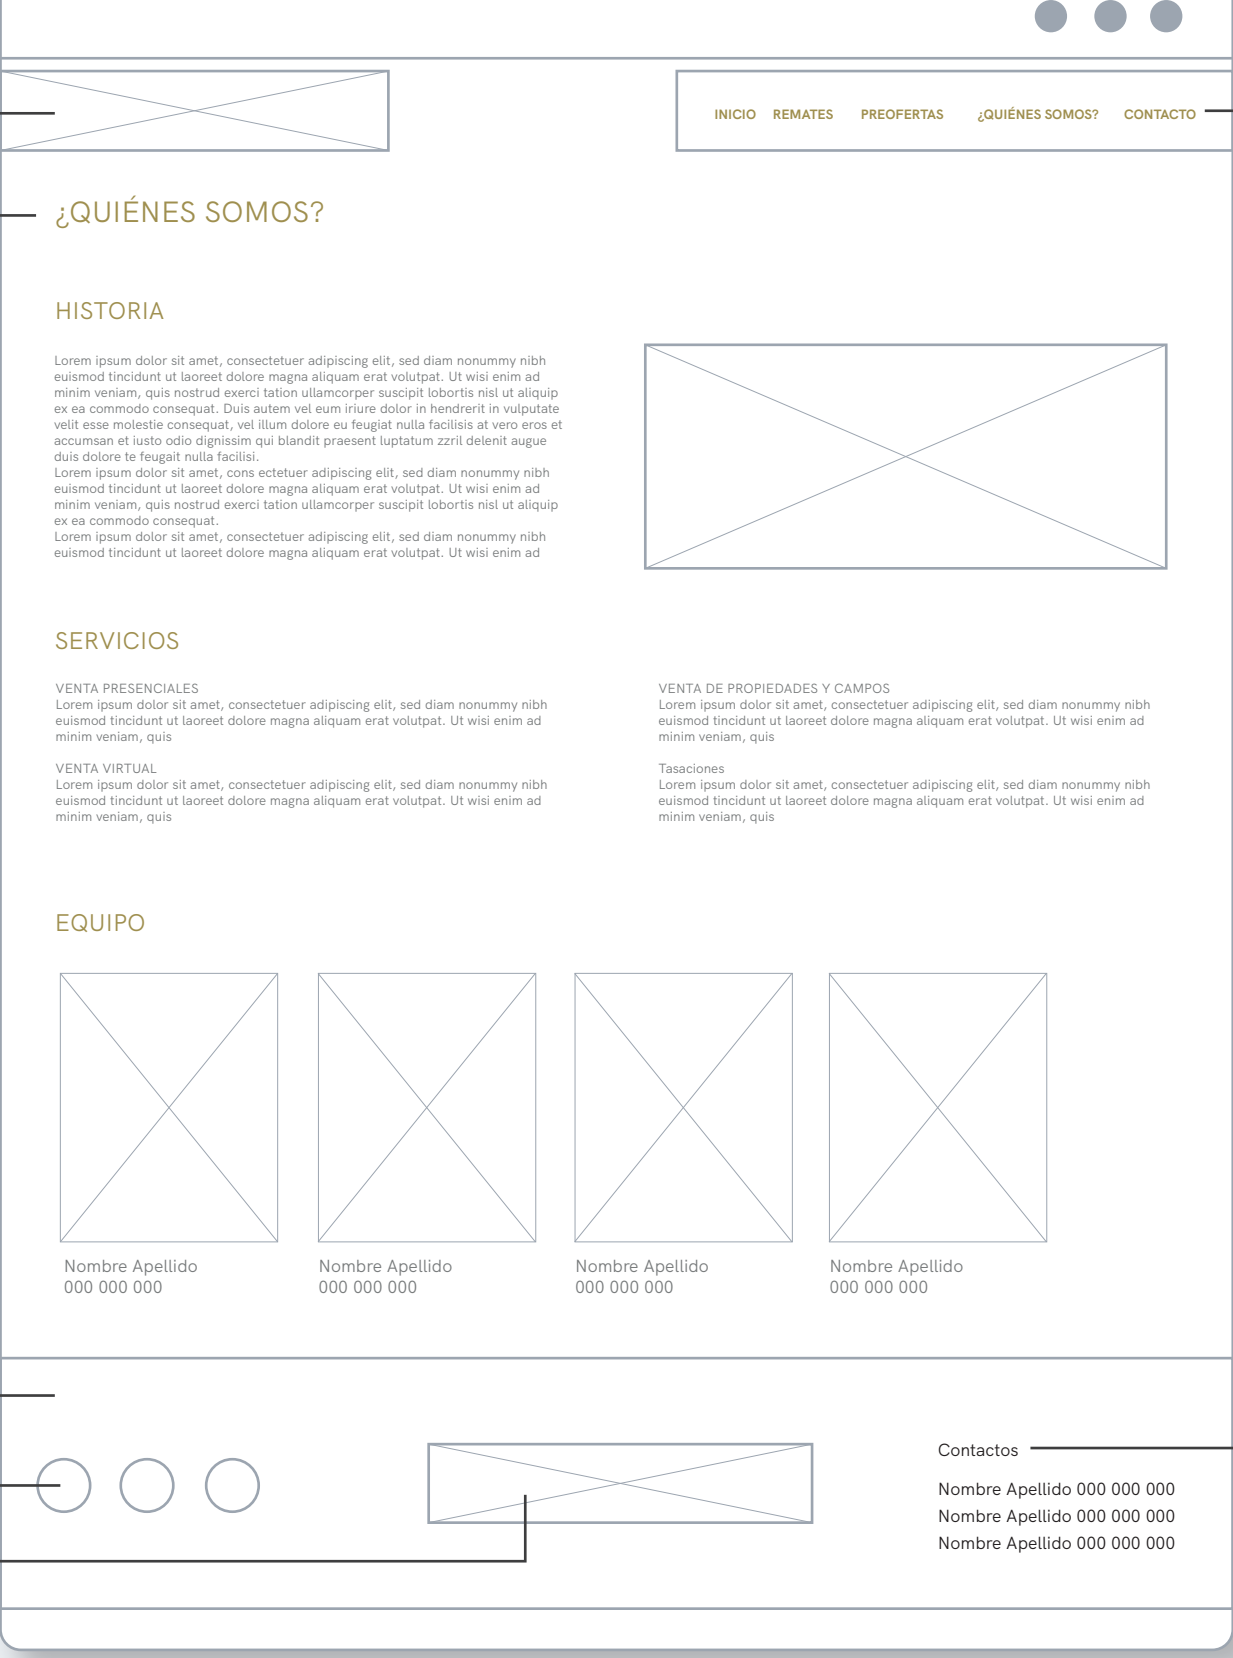 INICIO REMATES PREOFERTAS ¿QUIÉNES SOMOS? CONTACTO
¿QUIÉNES SOMOS?
HISTORIA
Lorem ipsum dolor sit amet, consectetuer adipiscing elit, sed diam nonummy nibh
euismod tincidunt ut laoreet dolore magna aliquam erat volutpat. Ut wisi enim ad
minim veniam, quis nostrud exerci tation ullamcorper suscipit lobortis nisl ut aliquip
ex ea commodo consequat. Duis autem vel eum iriure dolor in hendrerit in vulputate
velit esse molestie consequat, vel illum dolore eu feugiat nulla facilisis at vero eros et
accumsan et iusto odio dignissim qui blandit praesent luptatum zzril delenit augue
duis dolore te feugait nulla facilisi.
Lorem ipsum dolor sit amet, cons ectetuer adipiscing elit, sed diam nonummy nibh
euismod tincidunt ut laoreet dolore magna aliquam erat volutpat. Ut wisi enim ad
minim veniam, quis nostrud exerci tation ullamcorper suscipit lobortis nisl ut aliquip
ex ea commodo consequat.
Lorem ipsum dolor sit amet, consectetuer adipiscing elit, sed diam nonummy nibh
euismod tincidunt ut laoreet dolore magna aliquam erat volutpat. Ut wisi enim ad
SERVICIOS
VENTA PRESENCIALES
Lorem ipsum dolor sit amet, consectetuer adipiscing elit, sed diam nonummy nibh
euismod tincidunt ut laoreet dolore magna aliquam erat volutpat. Ut wisi enim ad
minim veniam, quis
VENTA VIRTUAL
Lorem ipsum dolor sit amet, consectetuer adipiscing elit, sed diam nonummy nibh
euismod tincidunt ut laoreet dolore magna aliquam erat volutpat. Ut wisi enim ad
minim veniam, quis
VENTA DE PROPIEDADES Y CAMPOS
Lorem ipsum dolor sit amet, consectetuer adipiscing elit, sed diam nonummy nibh
euismod tincidunt ut laoreet dolore magna aliquam erat volutpat. Ut wisi enim ad
minim veniam, quis
Tasaciones
Lorem ipsum dolor sit amet, consectetuer adipiscing elit, sed diam nonummy nibh
euismod tincidunt ut laoreet dolore magna aliquam erat volutpat. Ut wisi enim ad
minim veniam, quis
EQUIPO
Nombre Apellido
000 000 000
Nombre Apellido
000 000 000
Nombre Apellido
000 000 000
Nombre Apellido
000 000 000
Contactos
Nombre Apellido 000 000 000
Nombre Apellido 000 000 000
Nombre Apellido 000 000 000